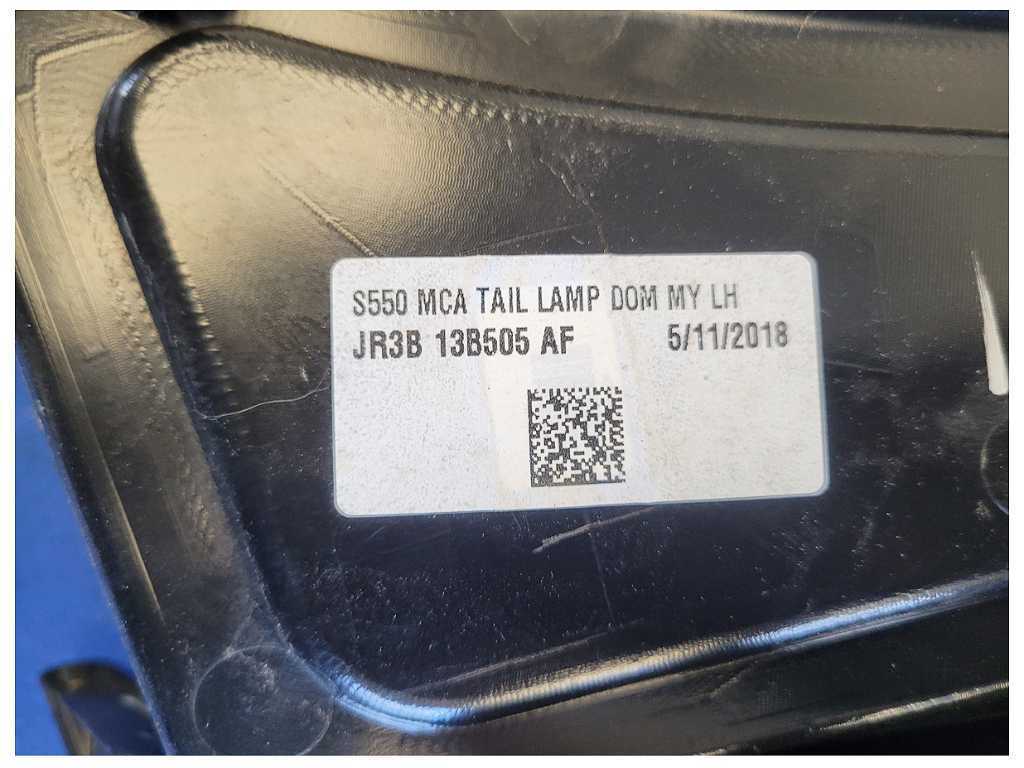 S550 MCA TAIL LAMP DOM MY LH
JR3B 13B505 AF 5/11/2018